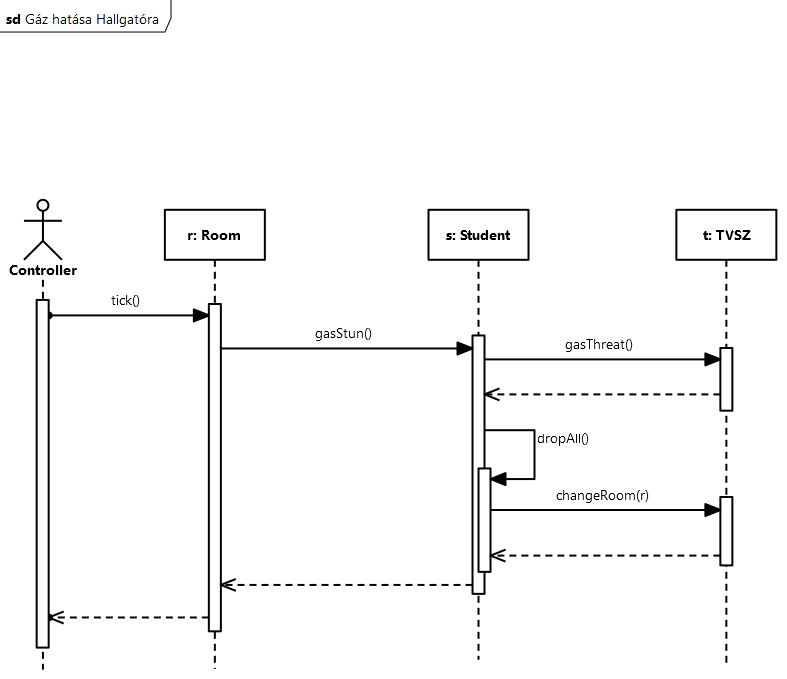 sd Gáz hatása Hallgatóra
Controller
r: Room
s: Student
t: TVSZ
tick()
gasStun()
gasThreat()
dropAll()
changeRoom(r)